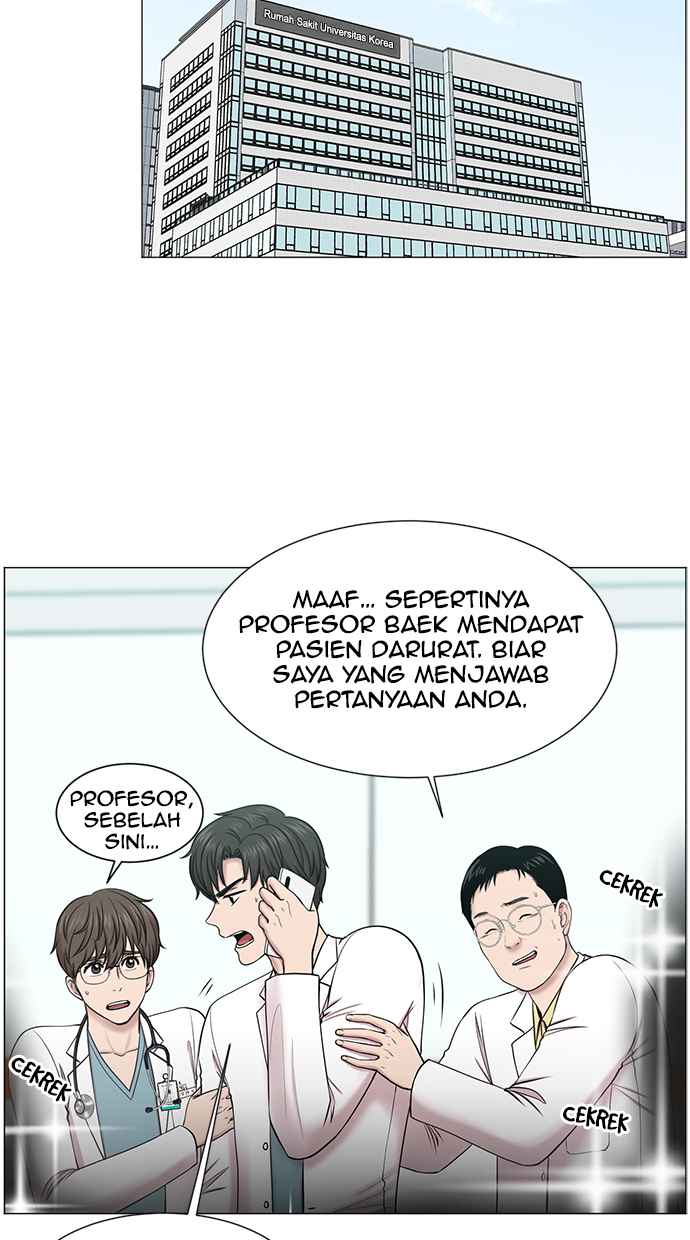 Rumah Sakit Universitas Korea
MAAF... SEPERTINYA
PROFESOR BAEK MENDAPAT
PASIEN DARURAT. BIAR
SAYA YANG MENJAWAB
PERTANYAAN ANDA.
PROFESOR,
SEBELAH
SINI...
CEKREK
CEKREK
CEKREK